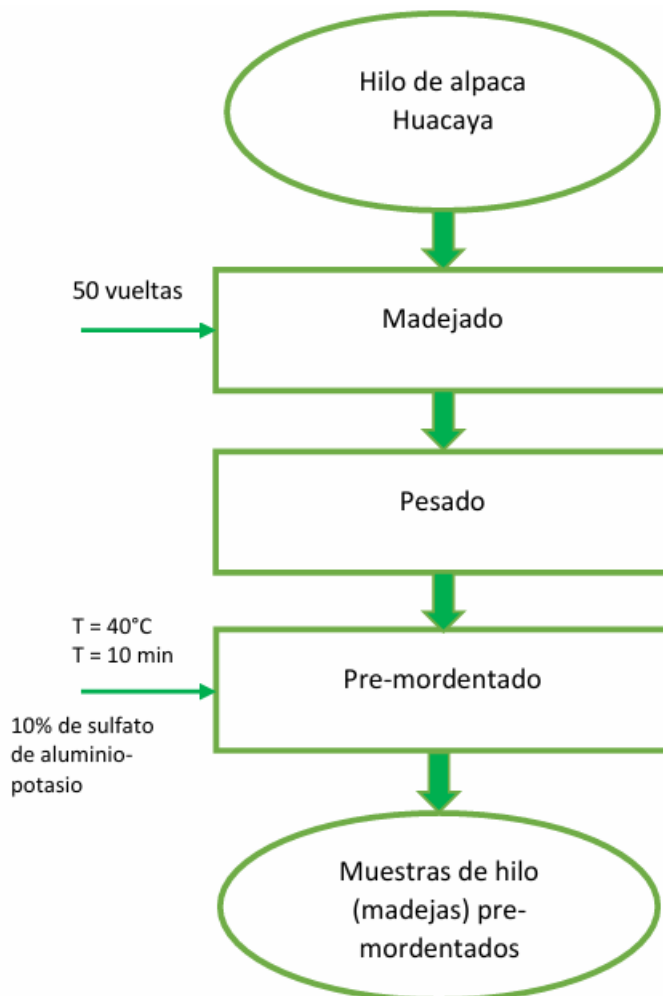 Hilo de alpaca
Huacaya
50 vueltas
Madejado
Pesado
T = 40°C
T = 10 min
Pre-mordentado
10% de sulfato
de aluminio-
potasio
Muestras de hilo
(madejas) pre-
mordentados